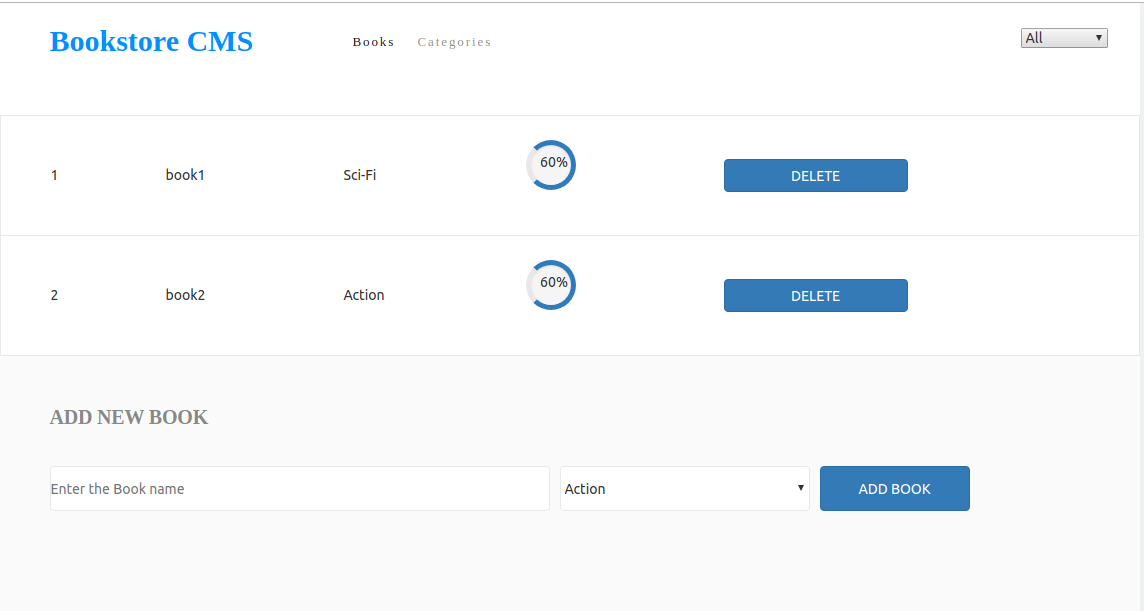 Bookstore CMS Books Categories All
1 book1 Sci-Fi 60% DELETE
2 book2 Action 60% DELETE
ADD NEW BOOK
Enter the Book name Action ADD BOOK